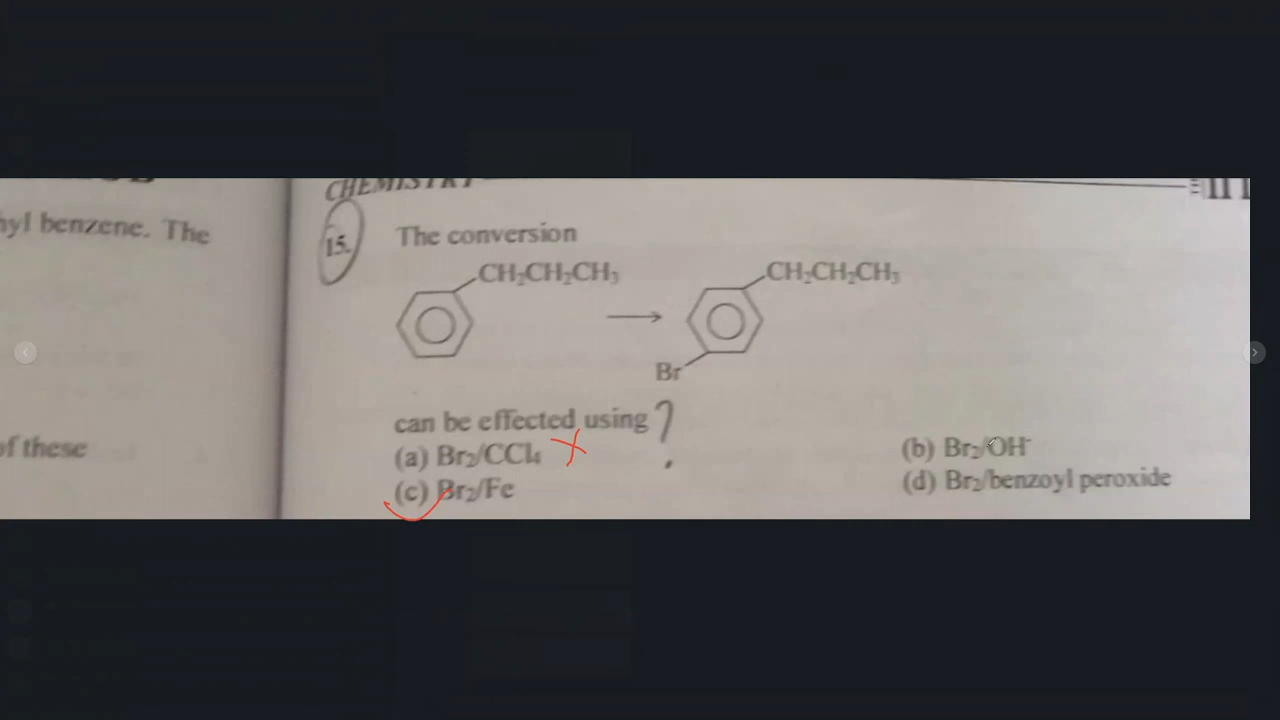 CHEMISTRY
hyl benzene. The
of these
15. The conversion
CH₂CH₂CH₃ CH₂CH₂CH₃
Br
can be effected using ?
(a) Br₂/CCl₄ (b) Br₂/OH⁻
(c) Br₂/Fe (d) Br₂/benzoyl peroxide